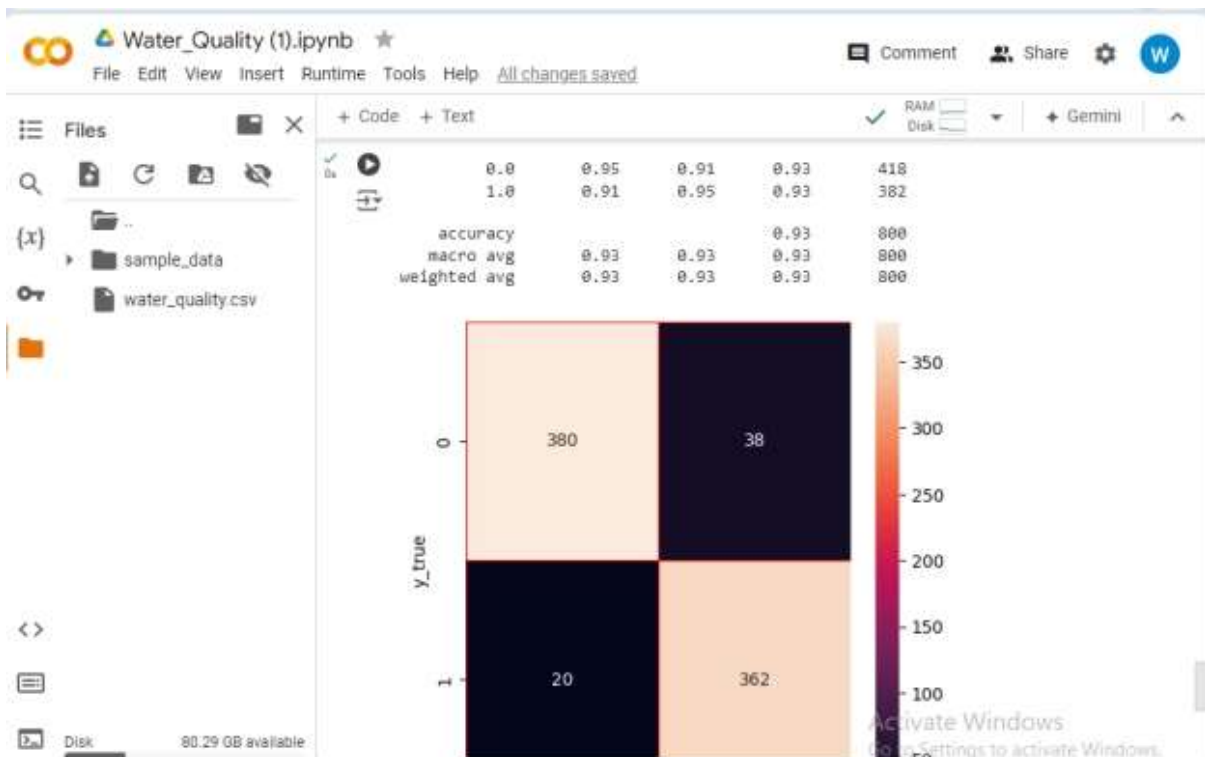 Water_Quality (1).ipynb
Comment
Share
W
File Edit View Insert Runtime Tools Help All changes saved
Files
+ Code + Text
RAM
Disk
Gemini
0s
0.0 0.95 0.91 0.93 418
1.0 0.91 0.95 0.93 382
{x}
..
accuracy 0.93 800
sample_data
macro avg 0.93 0.93 0.93 800
weighted avg 0.93 0.93 0.93 800
water_quality.csv
350
300
0
380 38
250
y_true
200
150
<>
1
20 362
100
Activate Windows
Go to Settings to activate Windows.
Disk 80.29 GB available